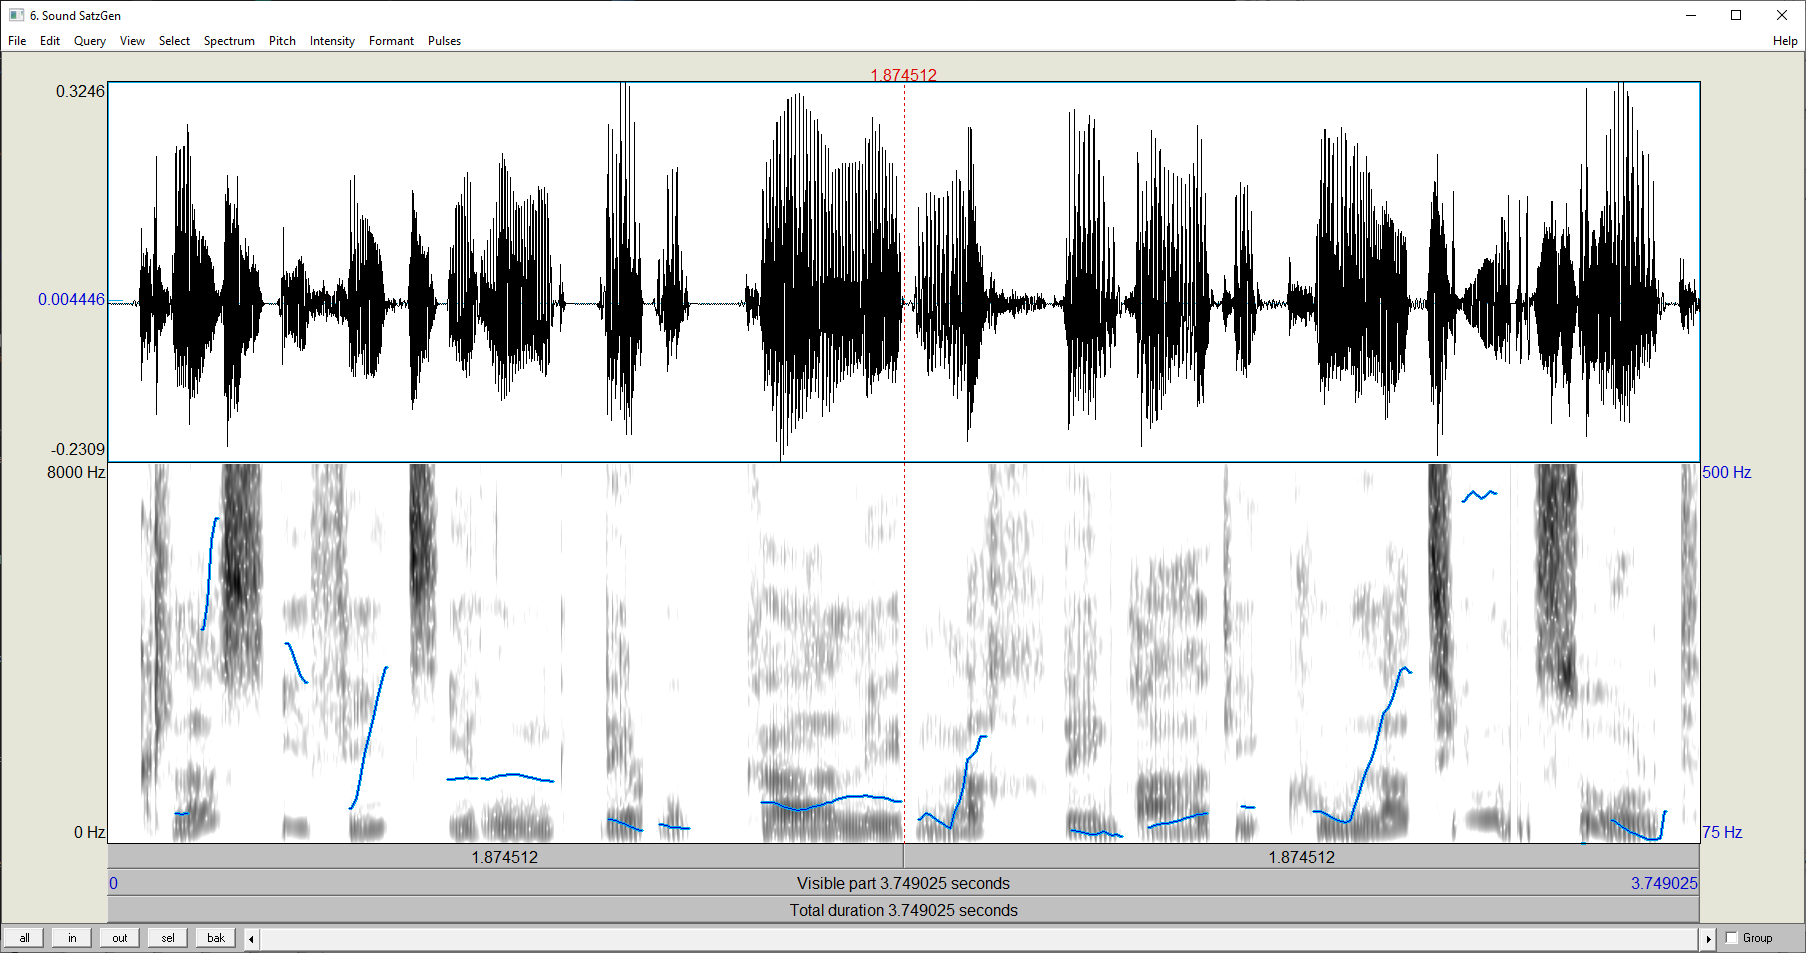 6. Sound SatzGen
File Edit Query View Select Spectrum Pitch Intensity Formant Pulses Help
1.874512
0.3246
0.004446
-0.2309
8000 Hz 500 Hz
0 Hz 75 Hz
1.874512 1.874512
0 Visible part 3.749025 seconds 3.749025
Total duration 3.749025 seconds
all in out sel bak Group